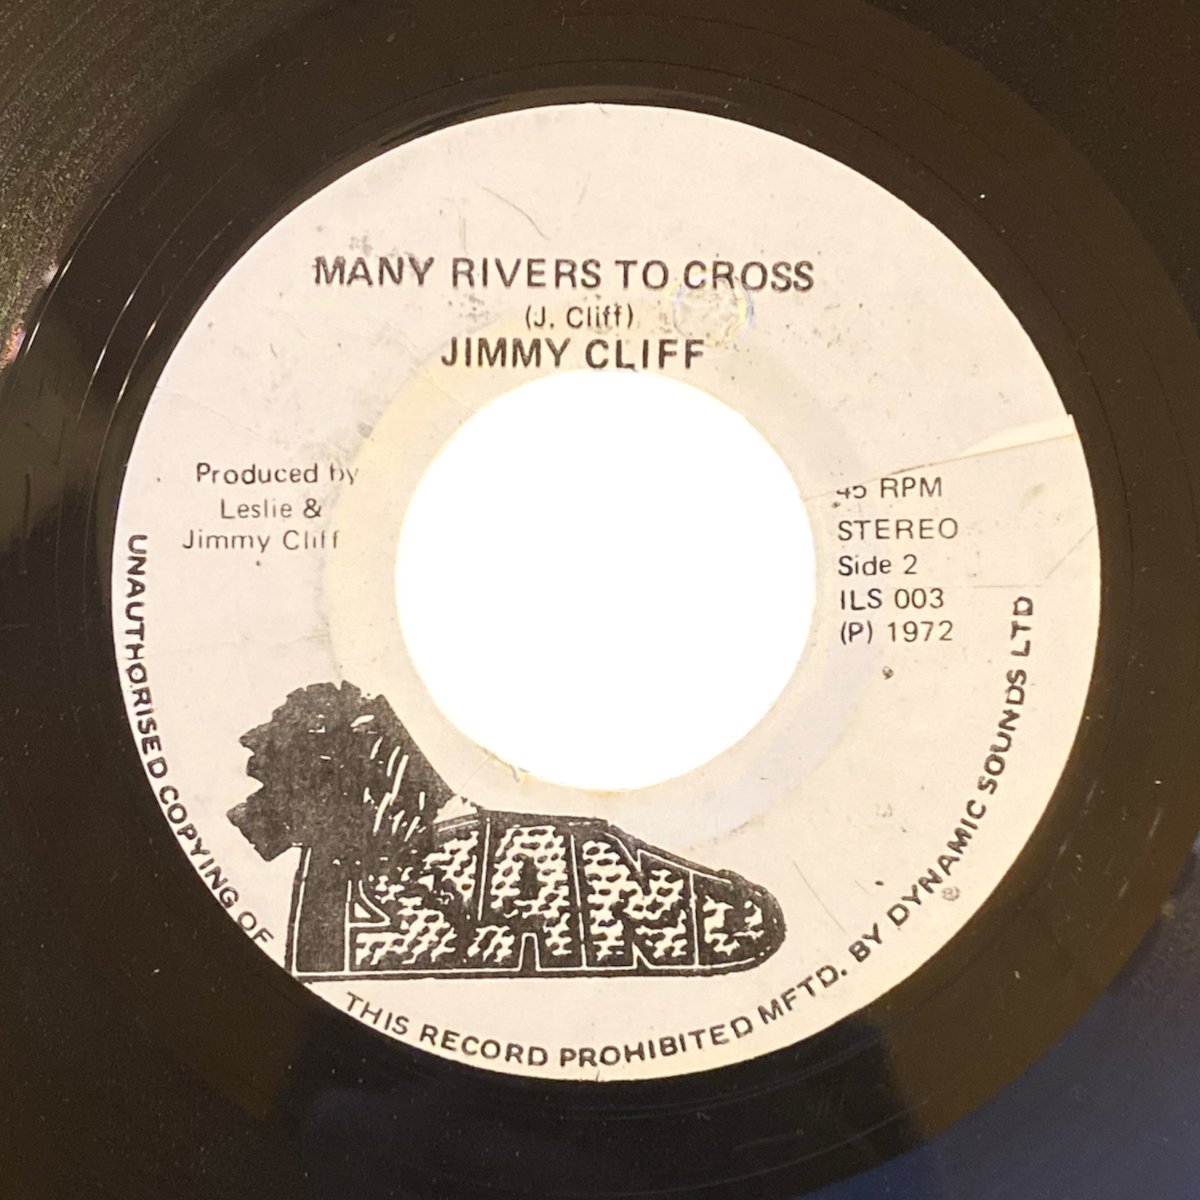 MANY RIVERS TO CROSS
(J. Cliff)
JIMMY CLIFF
Produced by
Leslie &
Jimmy Cliff
45 RPM
STEREO
Side 2
ILS 003
(P) 1972
ISLAND
UNAUTHORISED COPYING OF THIS RECORD PROHIBITED MFTD. BY DYNAMIC SOUNDS LTD